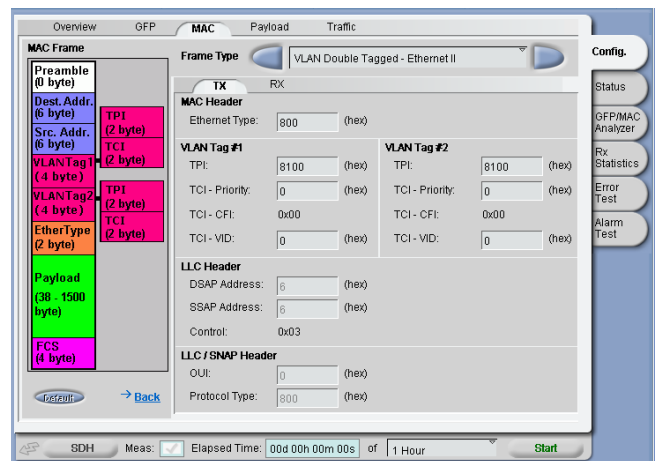 Overview GFP MAC Payload Traffic
MAC Frame
Frame Type VLAN Double Tagged - Ethernet II
Config.
Status
GFP/MAC
Analyzer
Rx
Statistics
Error
Test
Alarm
Test
Preamble
(0 byte)
Dest. Addr.
(6 byte)
Src. Addr.
(6 byte)
VLANTag1
(4 byte)
VLANTag2
(4 byte)
EtherType
(2 byte)
Payload
(38 - 1500
byte)
FCS
(4 byte)
TPI
(2 byte)
TCI
(2 byte)
TPI
(2 byte)
TCI
(2 byte)
Default → Back
TX RX
MAC Header
Ethernet Type: 800 (hex)
VLAN Tag #1
TPI: 8100 (hex)
TCI - Priority: 0 (hex)
TCI - CFI: 0x00
TCI - VID: 0 (hex)
VLAN Tag #2
TPI: 8100 (hex)
TCI - Priority: 0 (hex)
TCI - CFI: 0x00
TCI - VID: 0 (hex)
LLC Header
DSAP Address: 6 (hex)
SSAP Address: 6 (hex)
Control: 0x03
LLC / SNAP Header
OUI: 0 (hex)
Protocol Type: 800 (hex)
SDH Meas: Elapsed Time: 00d 00h 00m 00s of 1 Hour Start